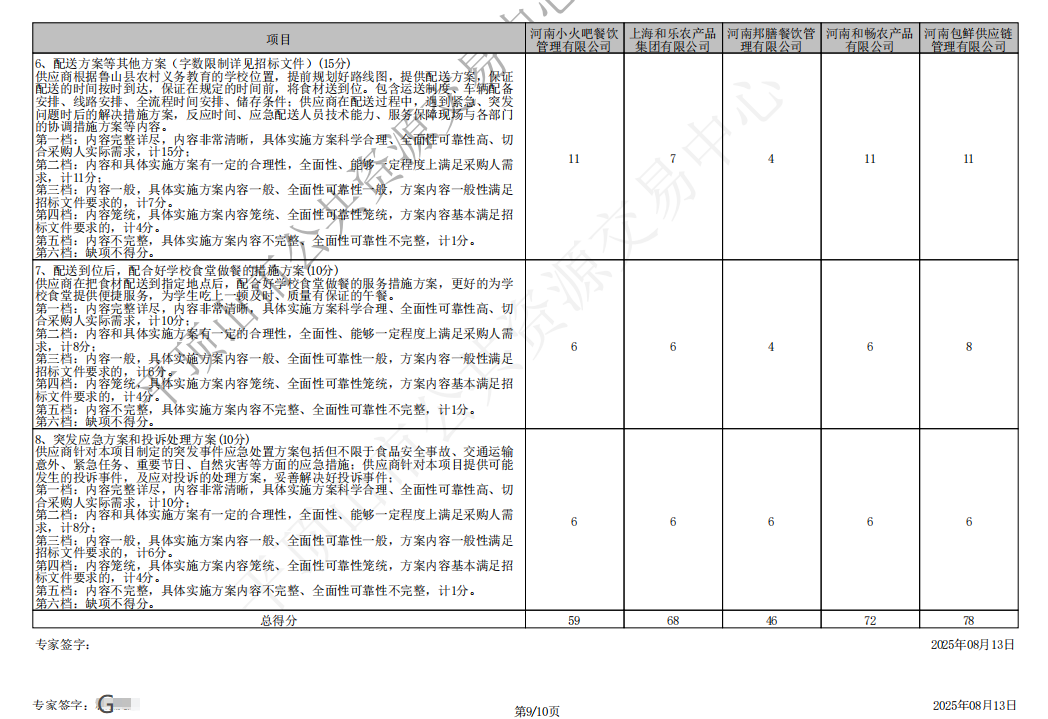 项目
河南小火吧餐饮管理有限公司
上海和乐农产品集团有限公司
河南邦膳餐饮管理有限公司
河南和畅农产品有限公司
河南包鲜供应链管理有限公司
6、配送方案等其他方案（字数限制详见招标文件）(15分)
供应商根据鲁山县农村义务教育的学校位置，提前规划好路线图，提供配送方案，保证
配送的时间按时到达，保证在规定的时间前，将食材送到位。包含运送制度、车辆配备
安排、线路安排、全流程时间安排、储存条件；供应商在配送过程中，遇到紧急、突发
问题时后的解决措施方案，反应时间、应急配送人员技术能力、服务保障现场与各部门
的协调措施方案等内容。
第一档：内容完整详尽，内容非常清晰，具体实施方案科学合理、全面性可靠性高、切
合采购人实际需求，计15分；
第二档：内容和具体实施方案有一定的合理性，全面性、能够一定程度上满足采购人需
求，计11分；
第三档：内容一般，具体实施方案内容一般、全面性可靠性一般，方案内容一般性满足
招标文件要求的，计7分。
第四档：内容笼统，具体实施方案内容笼统、全面性可靠性笼统，方案内容基本满足招
标文件要求的，计4分。
第五档：内容不完整，具体实施方案内容不完整、全面性可靠性不完整，计1分。
第六档：缺项不得分。
11 7 4 11 11
7、配送到位后，配合好学校食堂做餐的措施方案(10分)
供应商在把食材配送到指定地点后，配合好学校食堂做餐的服务措施方案，更好的为学
校食堂提供便捷服务，为学生吃上一顿及时、质量有保证的午餐。
第一档：内容完整详尽，内容非常清晰，具体实施方案科学合理、全面性可靠性高、切
合采购人实际需求，计10分；
第二档：内容和具体实施方案有一定的合理性，全面性、能够一定程度上满足采购人需
求，计8分；
第三档：内容一般，具体实施方案内容一般、全面性可靠性一般，方案内容一般性满足
招标文件要求的，计6分。
第四档：内容笼统，具体实施方案内容笼统、全面性可靠性笼统，方案内容基本满足招
标文件要求的，计4分。
第五档：内容不完整，具体实施方案内容不完整、全面性可靠性不完整，计1分。
第六档：缺项不得分。
6 6 4 6 8
8、突发应急方案和投诉处理方案(10分)
供应商针对本项目制定的突发事件应急处置方案包括但不限于食品安全事故、交通运输
意外、紧急任务、重要节日、自然灾害等方面的应急措施；供应商针对本项目提供可能
发生的投诉事件，及应对投诉的处理方案，妥善解决好投诉事件；
第一档：内容完整详尽，内容非常清晰，具体实施方案科学合理、全面性可靠性高、切
合采购人实际需求，计10分；
第二档：内容和具体实施方案有一定的合理性，全面性、能够一定程度上满足采购人需
求，计8分；
第三档：内容一般，具体实施方案内容一般、全面性可靠性一般，方案内容一般性满足
招标文件要求的，计6分。
第四档：内容笼统，具体实施方案内容笼统、全面性可靠性笼统，方案内容基本满足招
标文件要求的，计4分。
第五档：内容不完整，具体实施方案内容不完整、全面性可靠性不完整，计1分。
第六档：缺项不得分。
6 6 6 6 6
总得分 59 68 46 72 78
专家签字： 2025年08月13日
专家签字：G 2025年08月13日
第9/10页
平顶山市公共资源交易中心
平顶山市公共资源交易中心